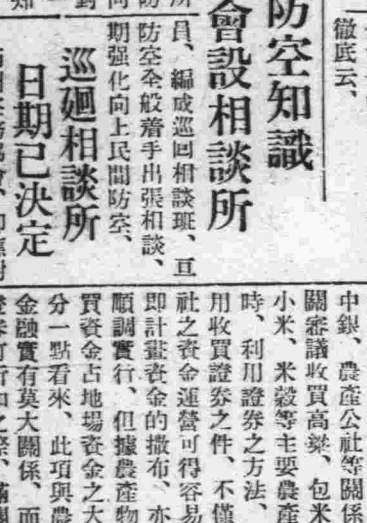 徹底云、
防空知識
會設相談所
員、編成巡回相談班、亘
防空全般着手出張相談、
期强化向上民間防空、
巡廻相談所
日期已決定
中銀、農產公社等關係
關審議收買高粱、包米
小米、米穀等主要農產
時、利用證券之方法、
用收買證券之件、不僅
社之資金運營可得容易
即計畫資金的撒布、亦
順調實行、但據農產物
買資金占地場資金之大
分一點看來、此項與農
金融實有莫大關係、而